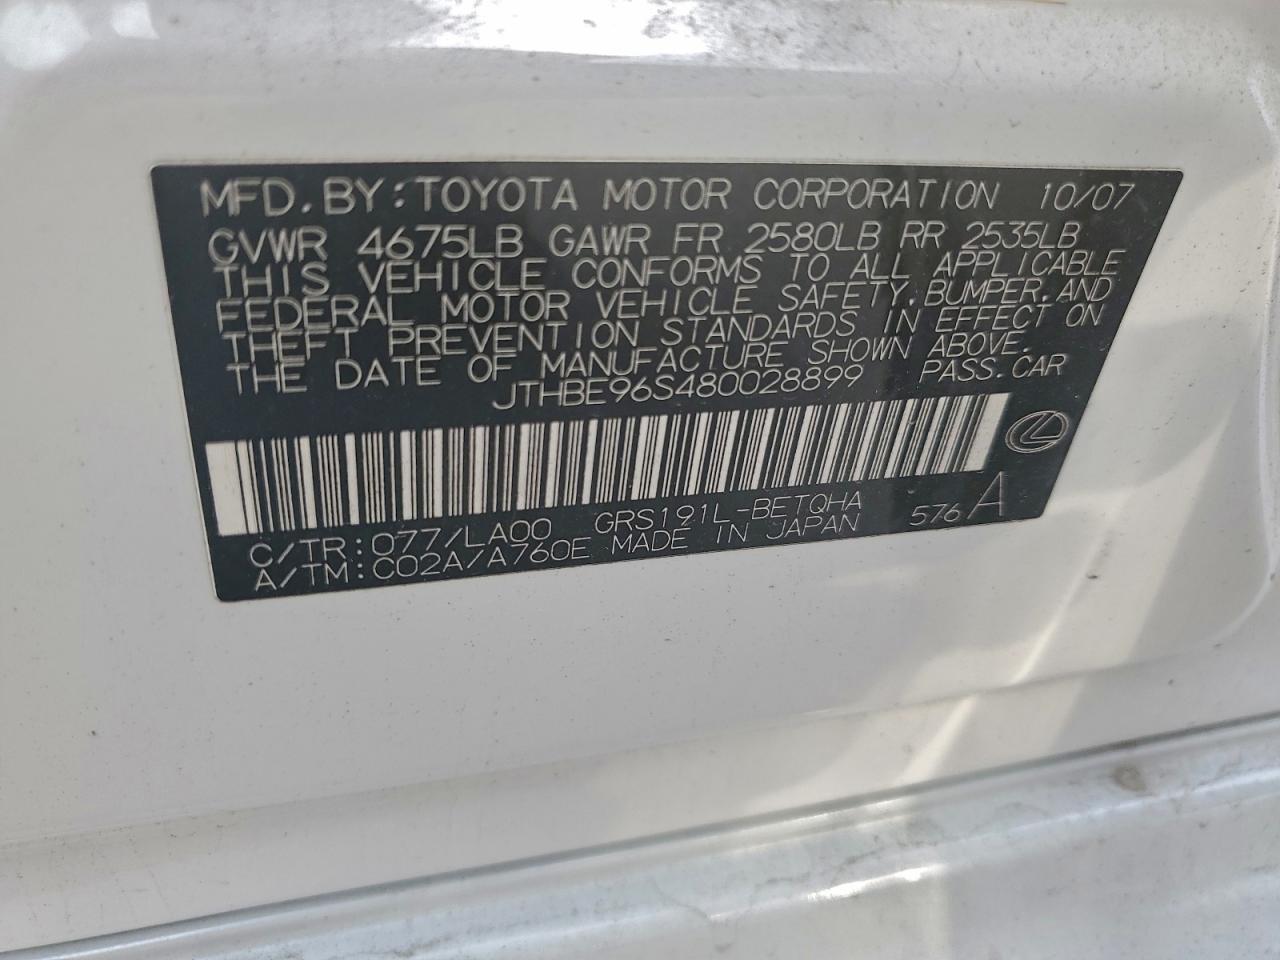 MFD. BY: TOYOTA MOTOR CORPORATION 10/07
GVWR 4675LB GAWR FR 2580LB RR 2535LB
THIS VEHICLE CONFORMS TO ALL APPLICABLE
FEDERAL MOTOR VEHICLE SAFETY, BUMPER, AND
THEFT PREVENTION STANDARDS IN EFFECT ON
THE DATE OF MANUFACTURE SHOWN ABOVE.
JTHBE96S480028899 PASS. CAR
C/TR: 077/LA00 GRS191L-BETQHA 576 A
A/TM: C02A/A760E MADE IN JAPAN